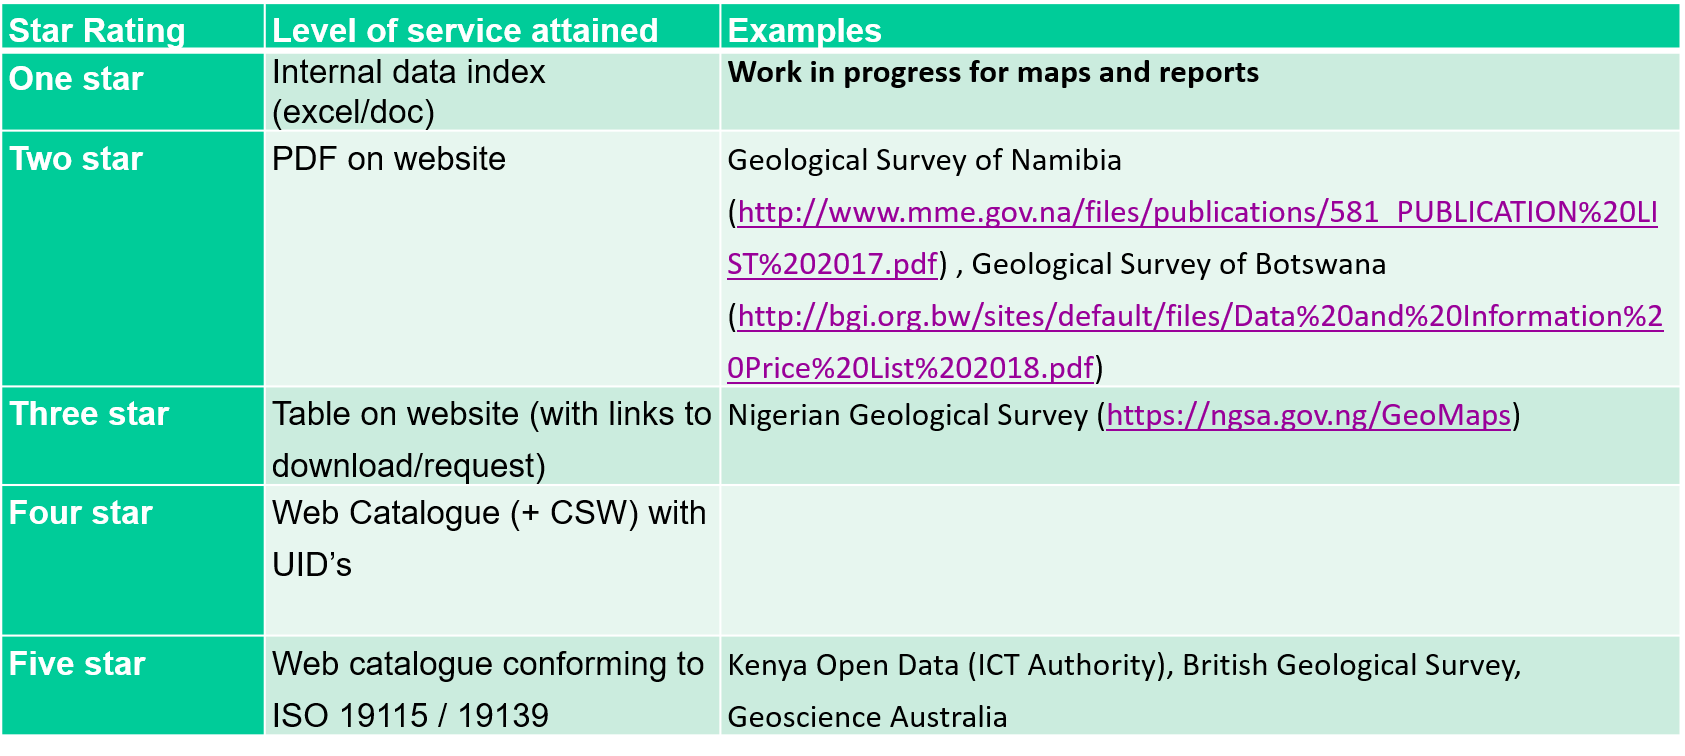 Star Rating
Level of service attained
Examples
One star
Internal data index
(excel/doc)
Work in progress for maps and reports
Two star
PDF on website
Geological Survey of Namibia
(http://www.mme.gov.na/files/publications/581_PUBLICATION%20LI
ST%202017.pdf) , Geological Survey of Botswana
(http://bgi.org.bw/sites/default/files/Data%20and%20Information%2
0Price%20List%202018.pdf)
Three star
Table on website (with links to
download/request)
Nigerian Geological Survey (https://ngsa.gov.ng/GeoMaps)
Four star
Web Catalogue (+ CSW) with
UID’s
Five star
Web catalogue conforming to
ISO 19115 / 19139
Kenya Open Data (ICT Authority), British Geological Survey,
Geoscience Australia